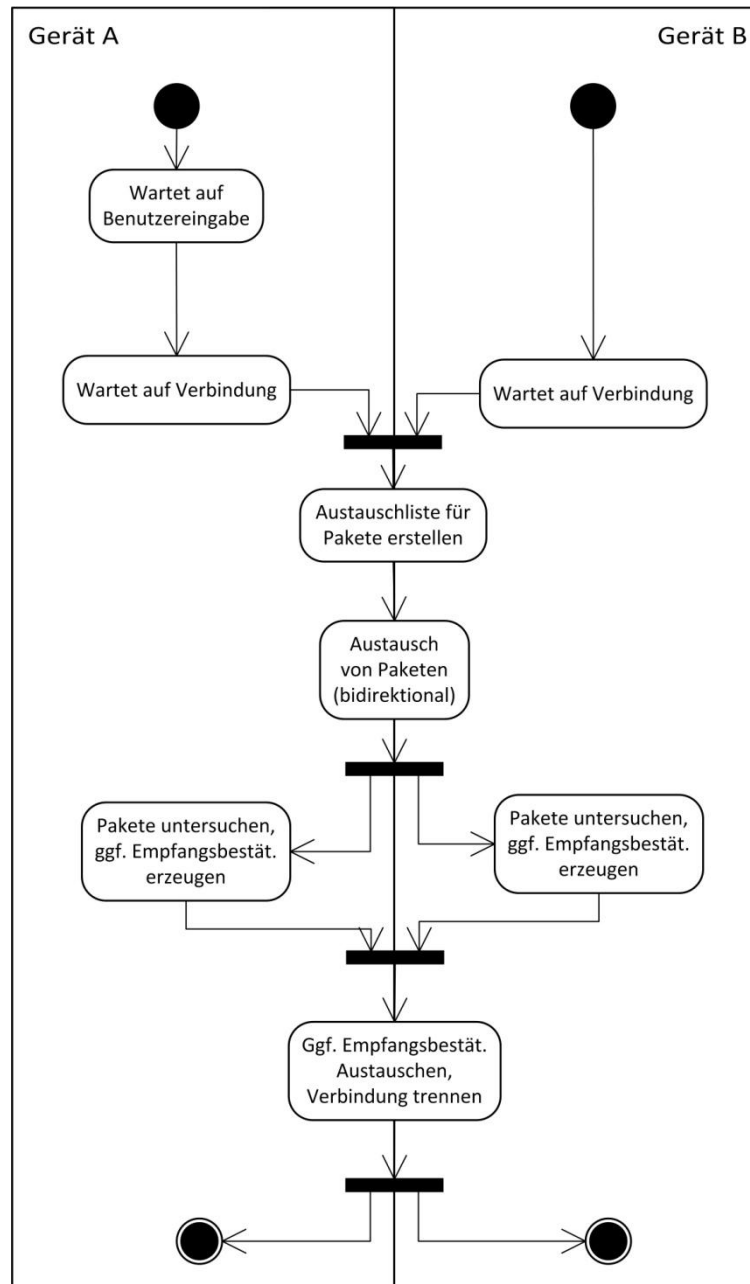 Gerät A
Gerät B
Wartet auf
Benutzereingabe
Wartet auf Verbindung
Wartet auf Verbindung
Austauschliste für
Pakete erstellen
Austausch
von Paketen
(bidirektional)
Pakete untersuchen,
ggf. Empfangsbestät.
erzeugen
Pakete untersuchen,
ggf. Empfangsbestät.
erzeugen
Ggf. Empfangsbestät.
Austauschen,
Verbindung trennen